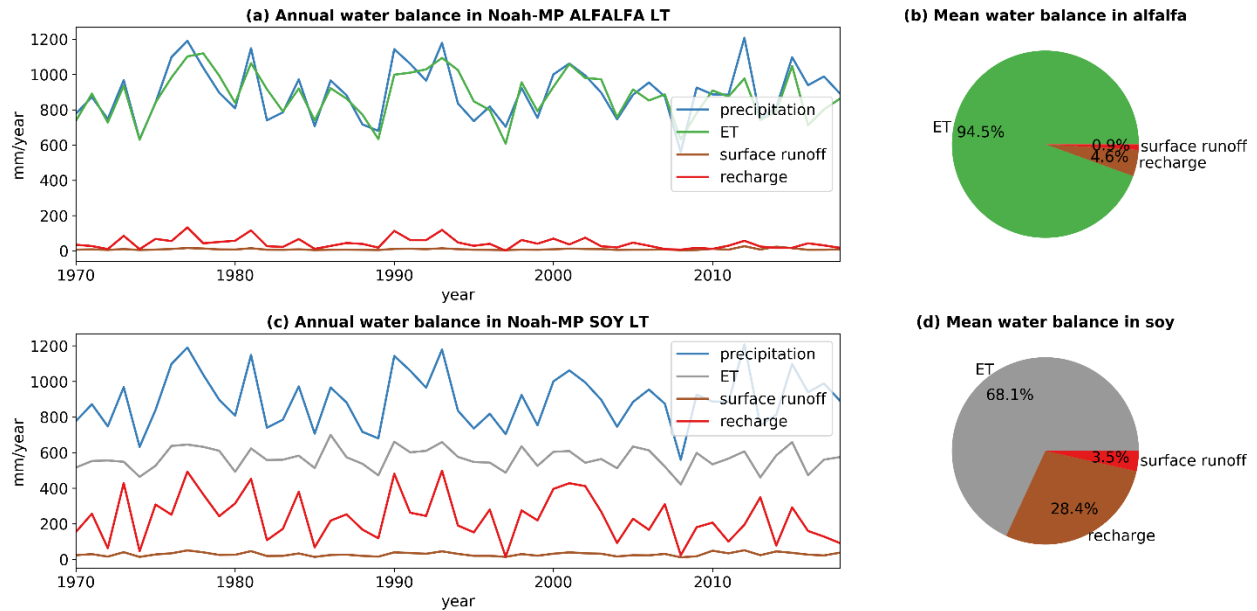 (a) Annual water balance in Noah-MP ALFALFA LT
mm/year
1200
1000
800
600
400
200
0
precipitation
ET
surface runoff
recharge
1970 1980 1990 2000 2010
year
(b) Mean water balance in alfalfa
ET
94.5%
0.9%
surface runoff
4.6%
recharge
(c) Annual water balance in Noah-MP SOY LT
mm/year
1200
1000
800
600
400
200
0
precipitation
ET
surface runoff
recharge
1970 1980 1990 2000 2010
year
(d) Mean water balance in soy
ET
68.1%
3.5%
surface runoff
28.4%
recharge